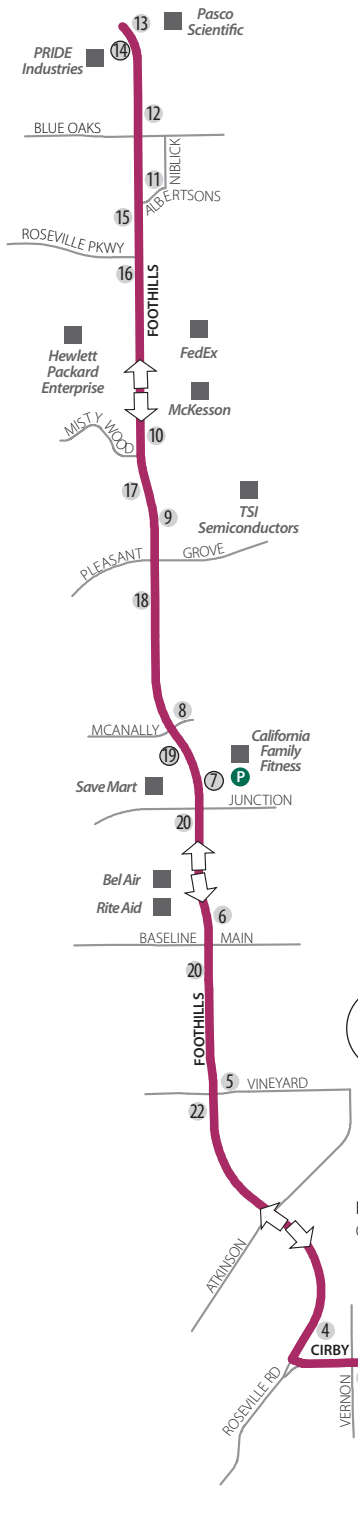 13
Pasco
Scientific
14
PRIDE
Industries
12
BLUE OAKS
NIBLICK
11
ALBERTSONS
15
ROSEVILLE PKWY
16
FOOTHILLS
Hewlett
Packard
Enterprise
FedEx
McKesson
MISTY WOOD
10
17
9
TSI
Semiconductors
PLEASANT GROVE
18
8
MCANALLY
19
California
Family
Fitness
7
P
Save Mart
JUNCTION
20
Bel Air
Rite Aid
6
BASELINE MAIN
20
FOOTHILLS
5 VINEYARD
22
ATKINSON
4
CIRBY
ROSEVILLE RD
VERNON